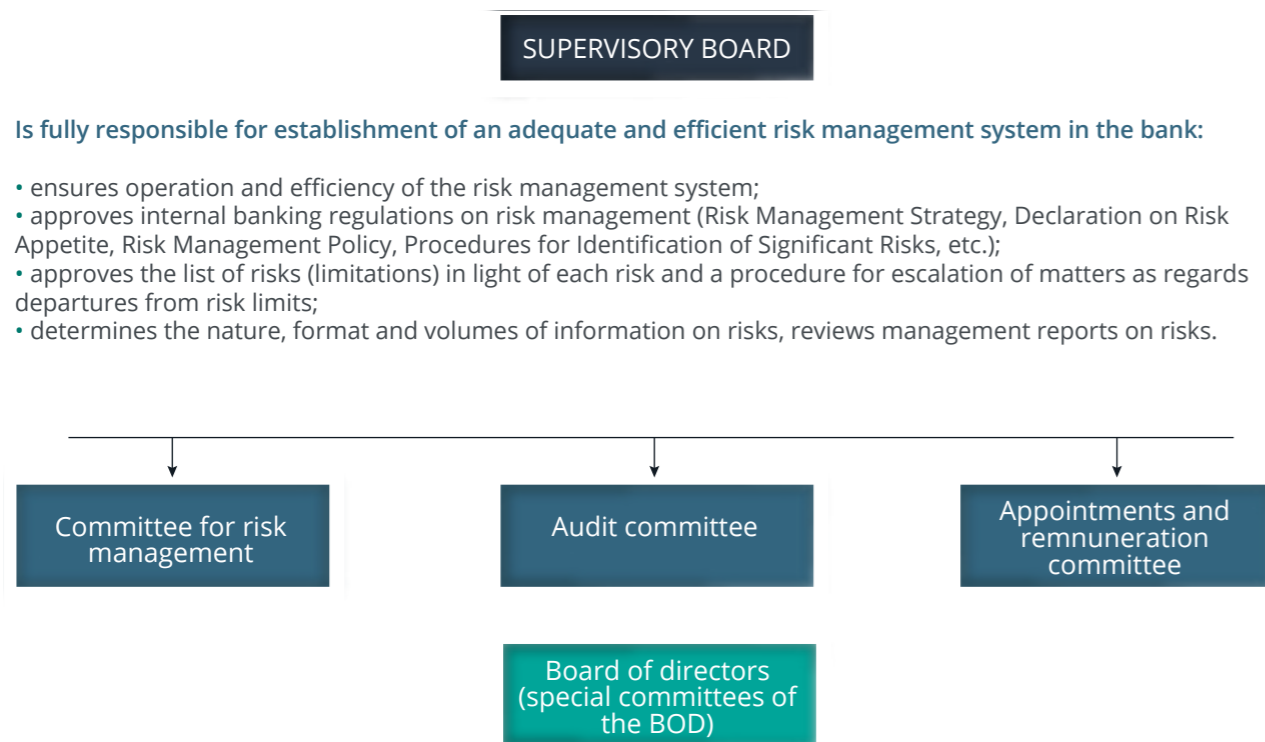 SUPERVISORY BOARD
Is fully responsible for establishment of an adequate and efficient risk management system in the bank:
• ensures operation and efficiency of the risk management system;
• approves internal banking regulations on risk management (Risk Management Strategy, Declaration on Risk
Appetite, Risk Management Policy, Procedures for Identification of Significant Risks, etc.);
• approves the list of risks (limitations) in light of each risk and a procedure for escalation of matters as regards
departures from risk limits;
• determines the nature, format and volumes of information on risks, reviews management reports on risks.
Committee for risk
management
Audit committee
Appointments and
remnuneration
committee
Board of directors
(special committees of
the BOD)